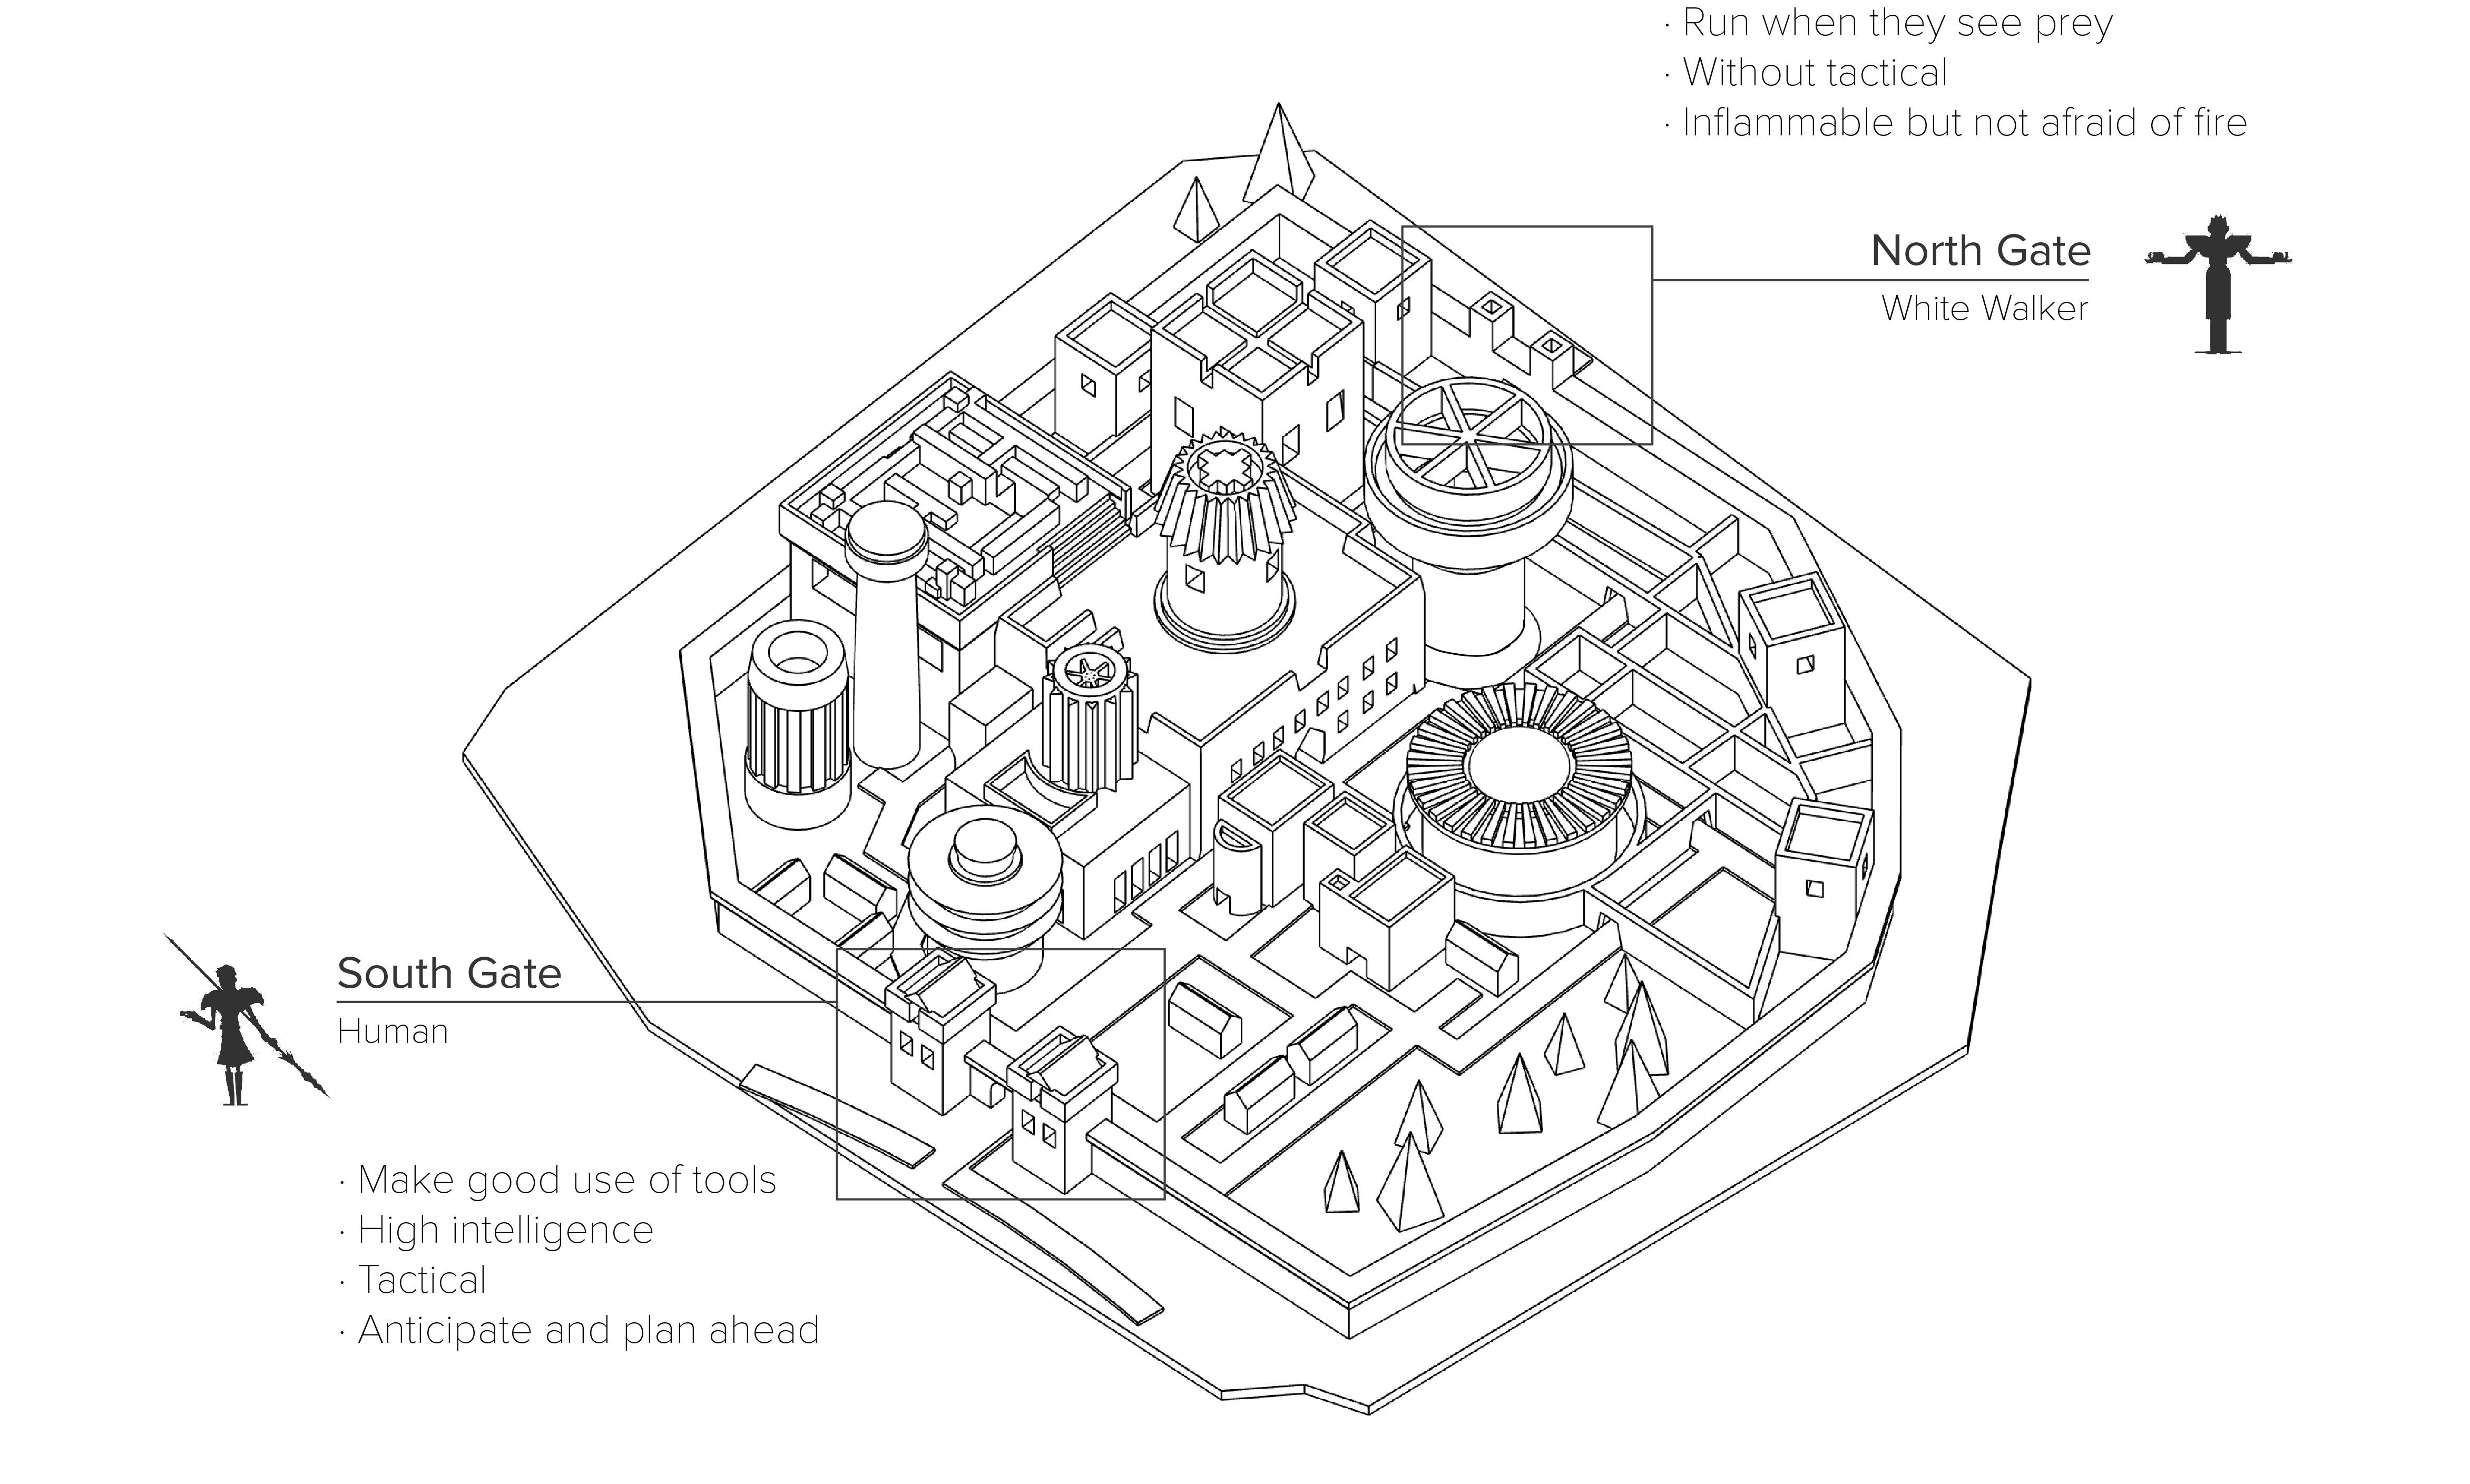 · Run when they see prey
· Without tactical
· Inflammable but not afraid of fire
North Gate
White Walker
South Gate
Human
· Make good use of tools
· High intelligence
· Tactical
· Anticipate and plan ahead